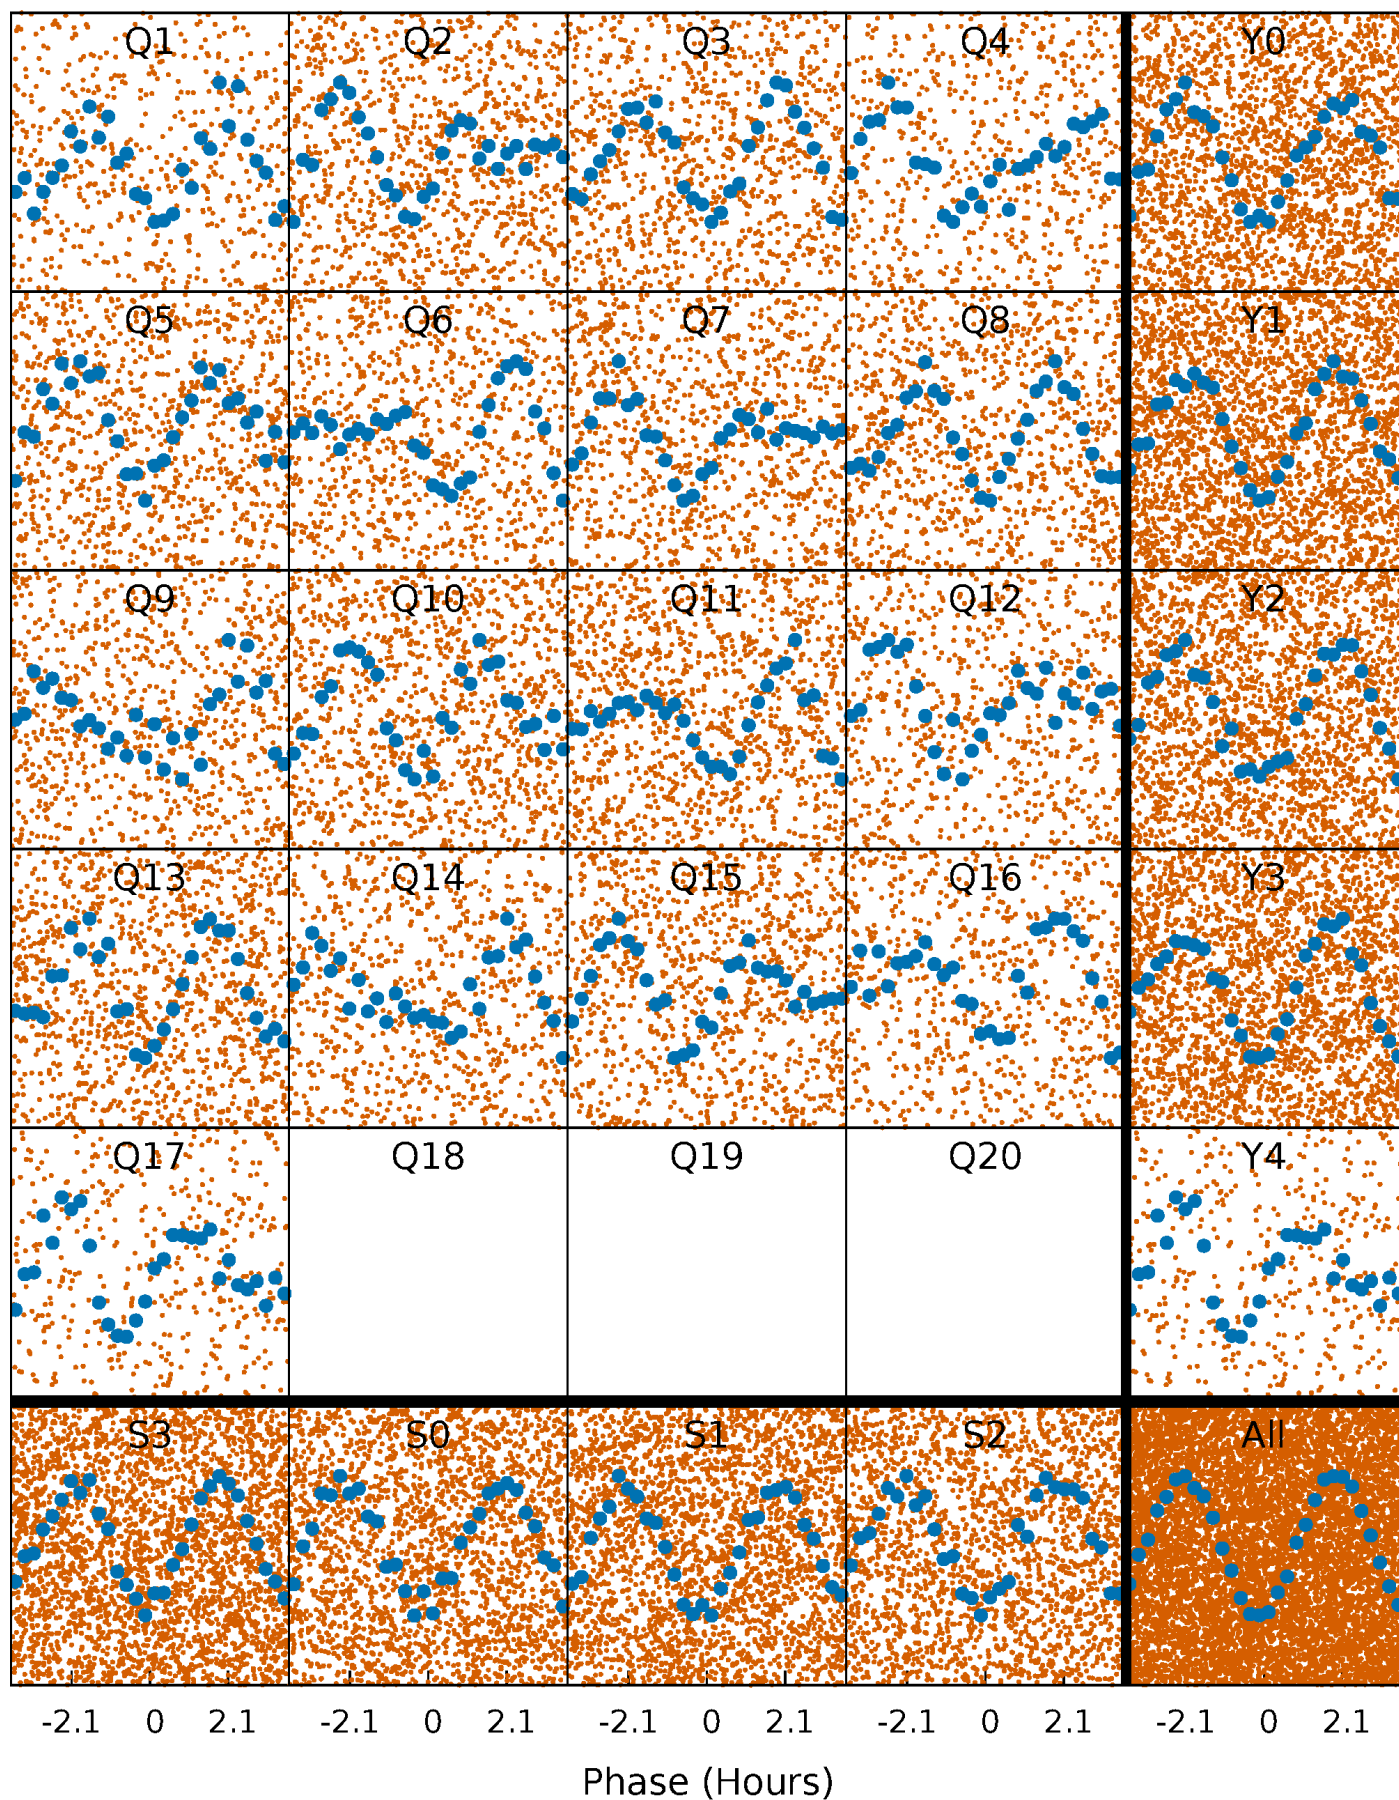 Q1 Q2 Q3 Q4 Y0
Q5 Q6 Q7 Q8 Y1
Q9 Q10 Q11 Q12 Y2
Q13 Q14 Q15 Q16 Y3
Q17 Q18 Q19 Q20 Y4
S3 S0 S1 S2 All
-2.1 0 2.1 -2.1 0 2.1 -2.1 0 2.1 -2.1 0 2.1 -2.1 0 2.1
Phase (Hours)